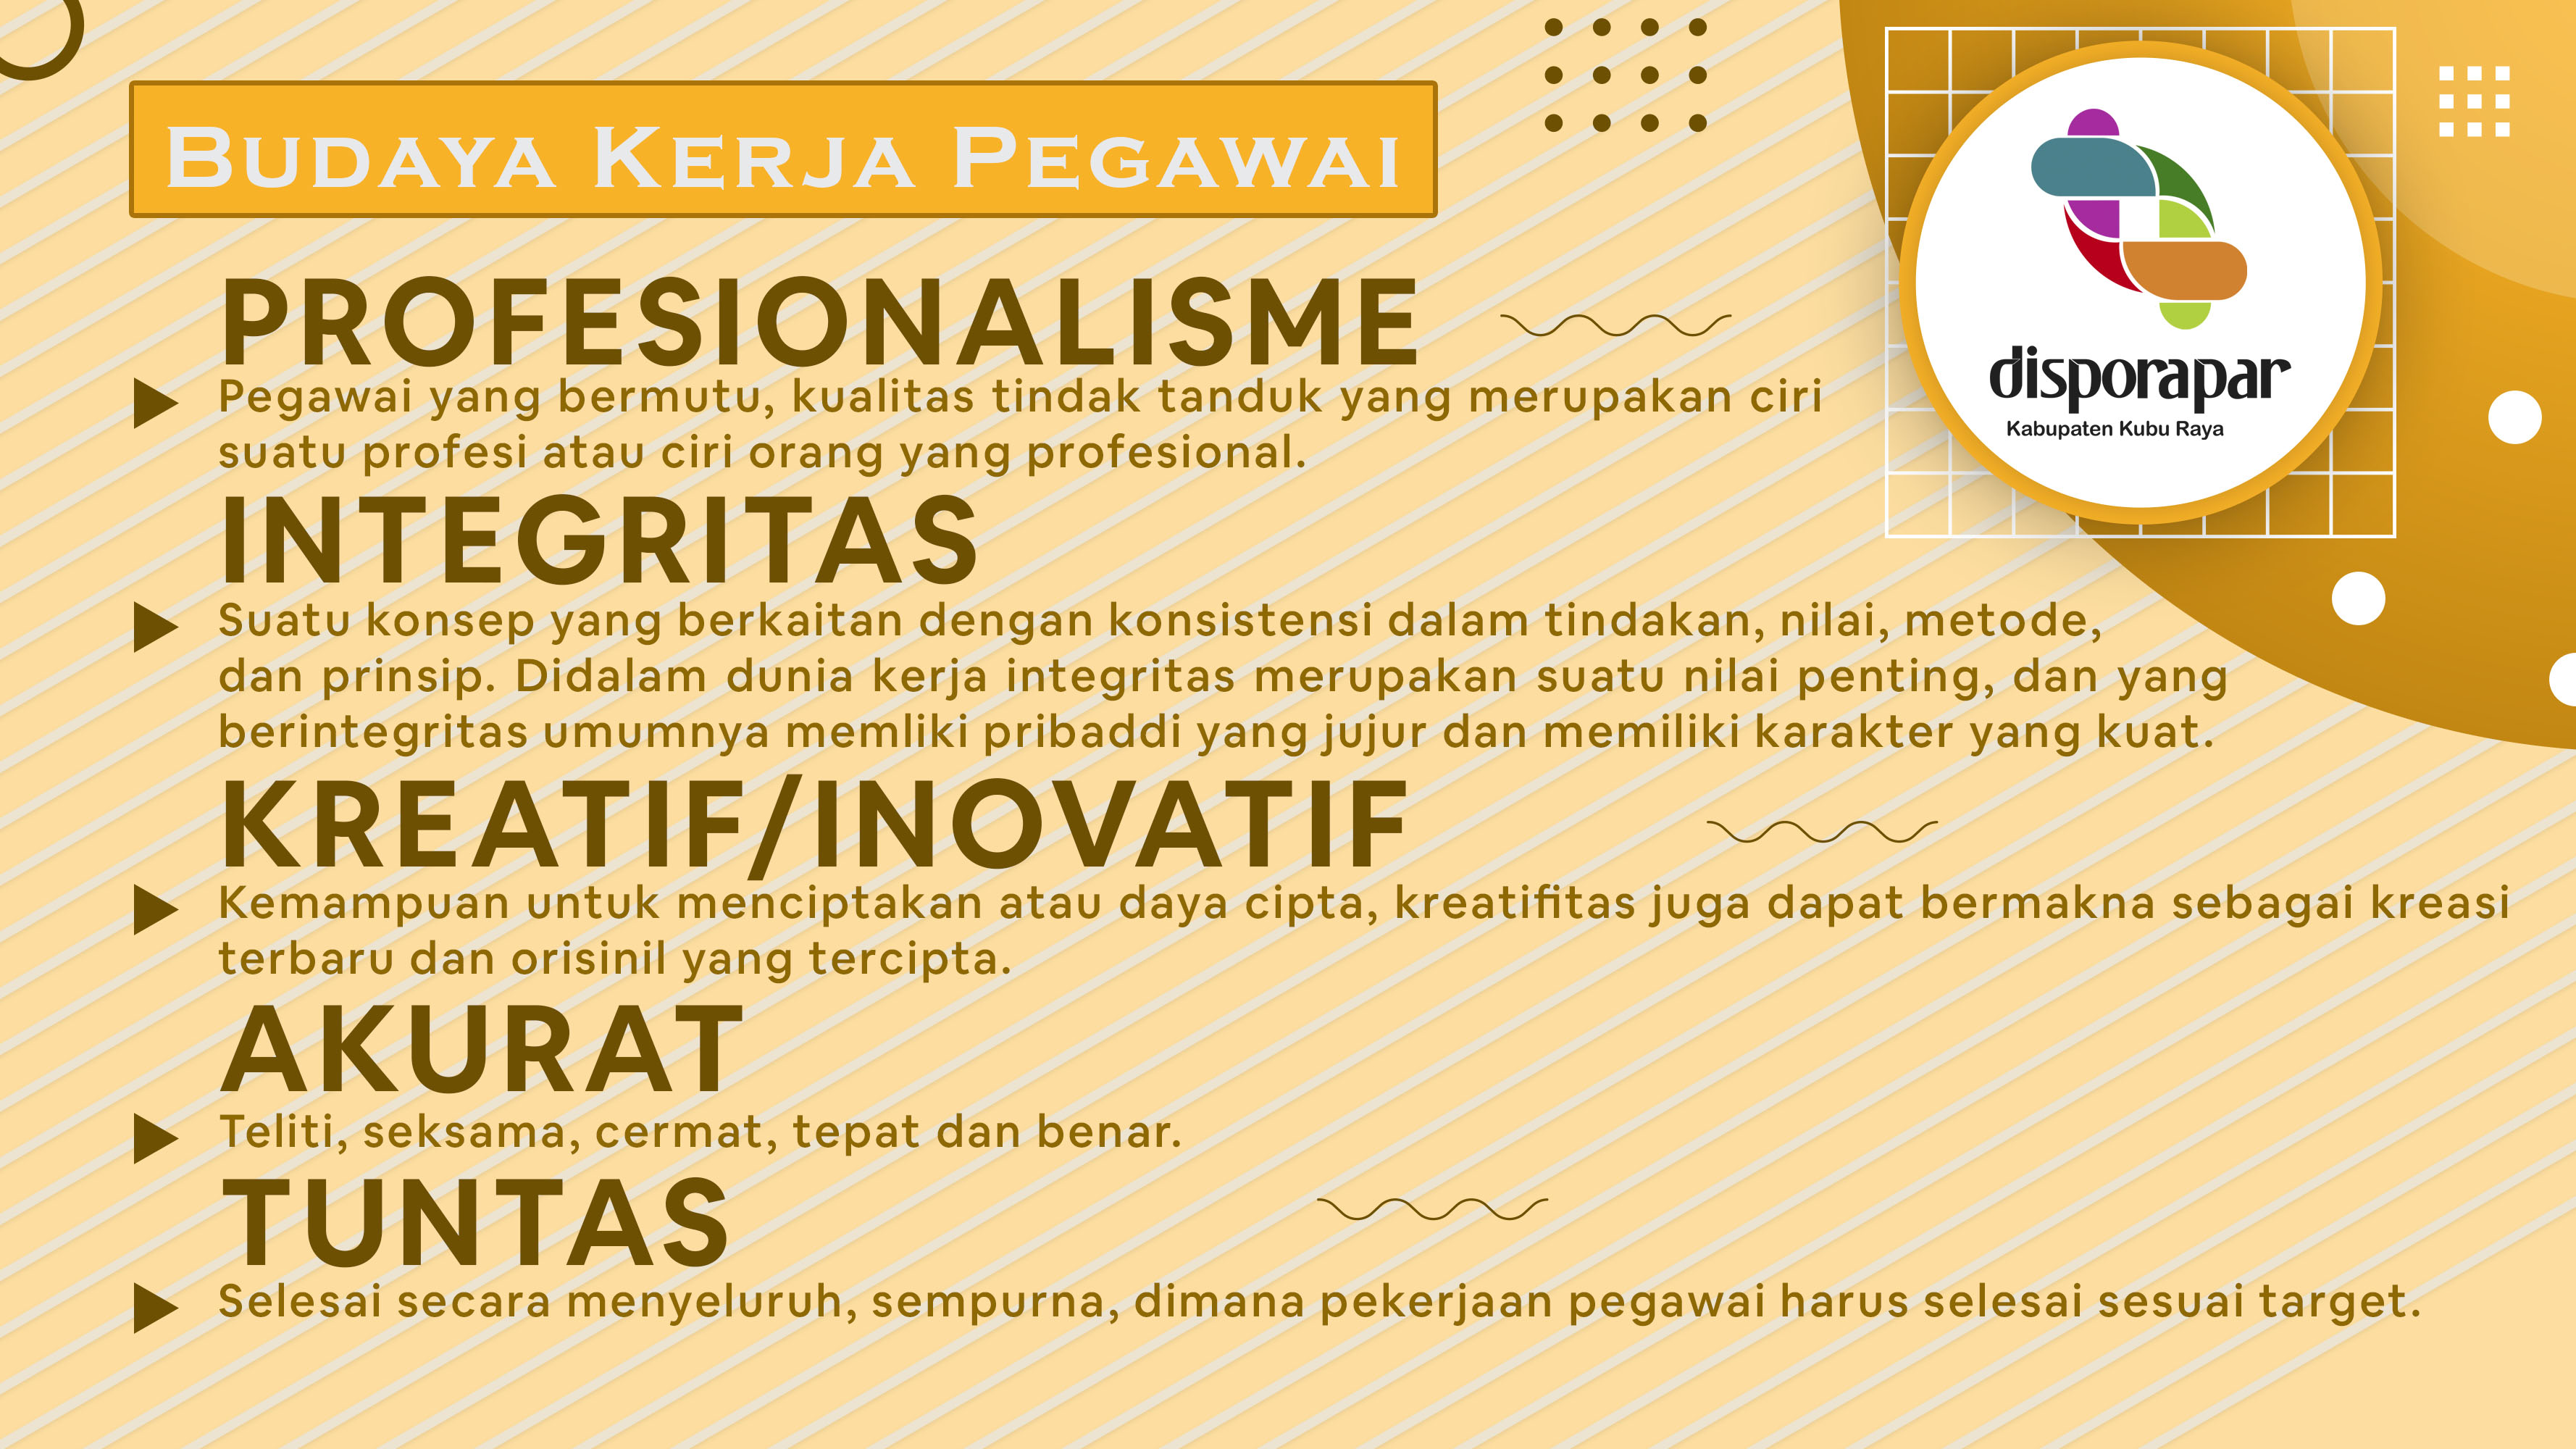 BUDAYA KERJA PEGAWAI
PROFESIONALISME
Pegawai yang bermutu, kualitas tindak tanduk yang merupakan ciri
suatu profesi atau ciri orang yang profesional.
INTEGRITAS
Suatu konsep yang berkaitan dengan konsistensi dalam tindakan, nilai, metode,
dan prinsip. Didalam dunia kerja integritas merupakan suatu nilai penting, dan yang
berintegritas umumnya memliki pribaddi yang jujur dan memiliki karakter yang kuat.
KREATIF/INOVATIF
Kemampuan untuk menciptakan atau daya cipta, kreatifitas juga dapat bermakna sebagai kreasi
terbaru dan orisinil yang tercipta.
AKURAT
Teliti, seksama, cermat, tepat dan benar.
TUNTAS
Selesai secara menyeluruh, sempurna, dimana pekerjaan pegawai harus selesai sesuai target.
disporapar
Kabupaten Kubu Raya